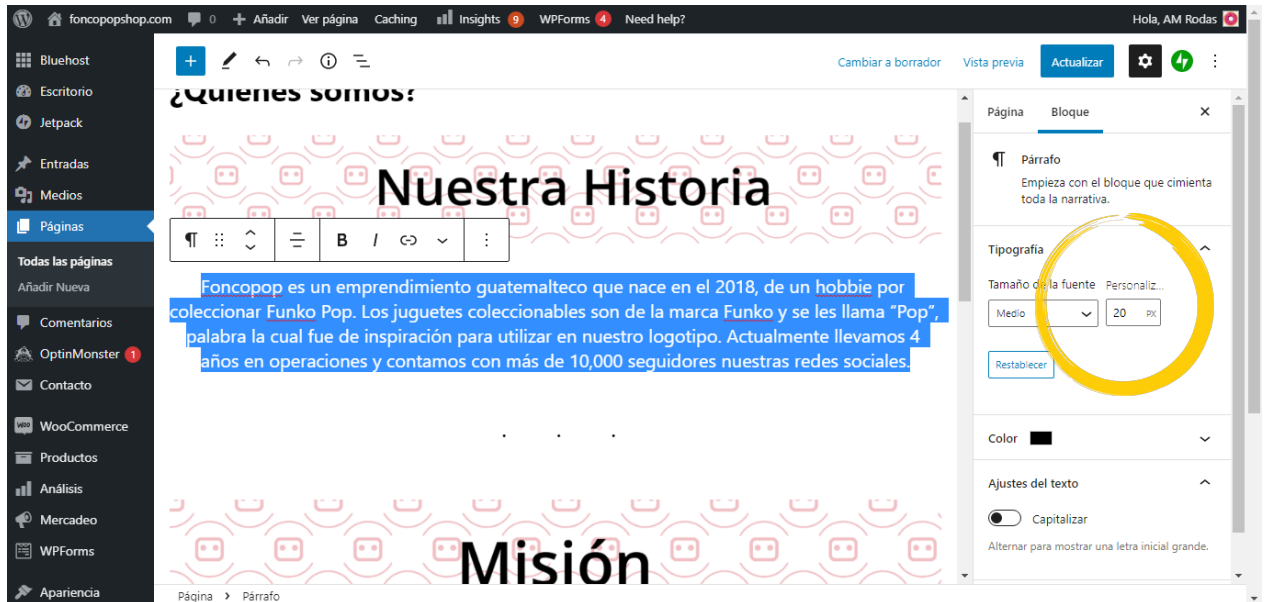 foncopopshop.com 0 + Añadir Ver página Caching Insights 9 WPForms 4 Need help? Hola, AM Rodas
Bluehost
Escritorio
Jetpack
Entradas
Medios
Páginas
Todas las páginas
Añadir Nueva
Comentarios
OptinMonster 1
Contacto
WooCommerce
Productos
Análisis
Mercadeo
WPForms
Apariencia
Cambiar a borrador Vista previa Actualizar
¿Quiénes somos?
Nuestra Historia
B I
Foncopop es un emprendimiento guatemalteco que nace en el 2018, de un hobbie por
coleccionar Funko Pop. Los juguetes coleccionables son de la marca Funko y se les llama “Pop”,
palabra la cual fue de inspiración para utilizar en nuestro logotipo. Actualmente llevamos 4
años en operaciones y contamos con más de 10,000 seguidores nuestras redes sociales.
. . .
Misión
Página > Párrafo
Página Bloque
Párrafo
Empieza con el bloque que cimienta
toda la narrativa.
Tipografía
Tamaño de la fuente Personaliz...
Medio 20 PX
Restablecer
Color
Ajustes del texto
Capitalizar
Alternar para mostrar una letra inicial grande.